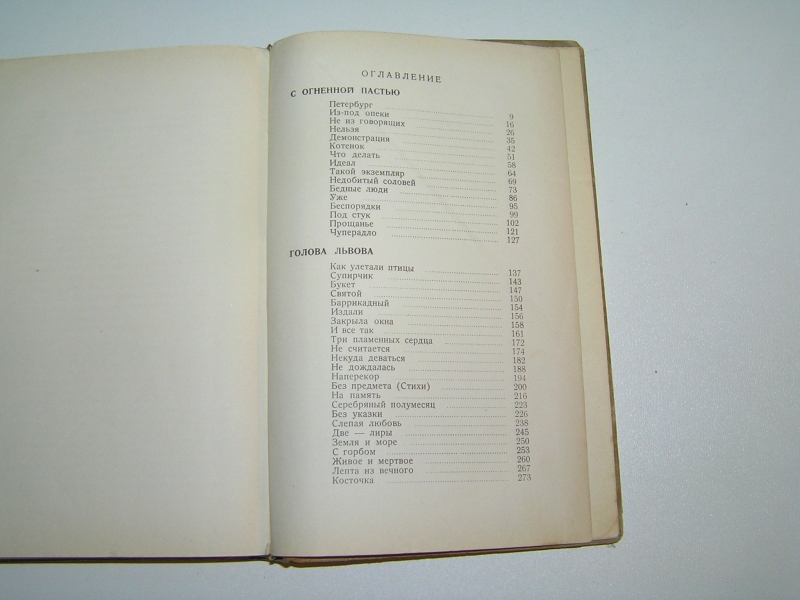 ОГЛАВЛЕНИЕ
С ОГНЕННОЙ ПАСТЬЮ
Петербург 9
Из-под опеки 16
Не из говорящих 26
Нельзя 35
Демонстрация 42
Котенок 51
Что делать 58
Идеал 64
Такой экземпляр 69
Недобитый соловей 73
Бедные люди 86
Уже 95
Беспорядки 99
Под стук 102
Прощанье 121
Чуперадло 127
ГОЛОВА ЛЬВОВА
Как улетали птицы 137
Супирчик 143
Букет 147
Святой 150
Баррикадный 154
Издали 156
Закрыла окна 158
И все так 161
Три пламенных сердца 172
Не считается 174
Некуда деваться 182
Не дождалась 188
Наперекор 194
Без предмета (Стихи) 200
На память 216
Серебряный полумесяц 223
Без указки 226
Слепая любовь 238
Две — лиры 245
Земля и море 250
С горбом 253
Живое и мертвое 260
Лепта из вечного 267
Косточка 273